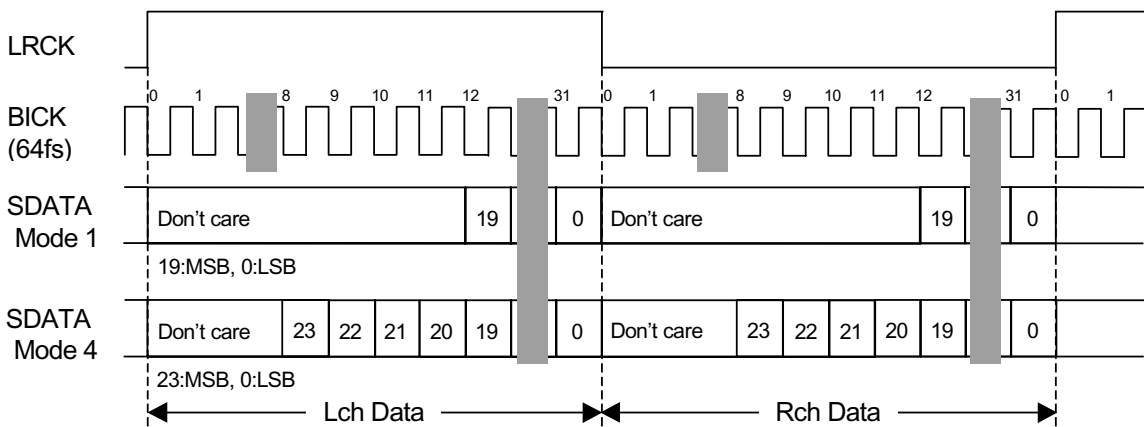 LRCK
0 1 8 9 10 11 12 31 0 1 8 9 10 11 12 31 0 1
BICK
(64fs)
SDATA
Mode 1
Don't care 19 0 Don't care 19 0
19:MSB, 0:LSB
SDATA
Mode 4
Don't care 23 22 21 20 19 0 Don't care 23 22 21 20 19 0
23:MSB, 0:LSB
Lch Data Rch Data